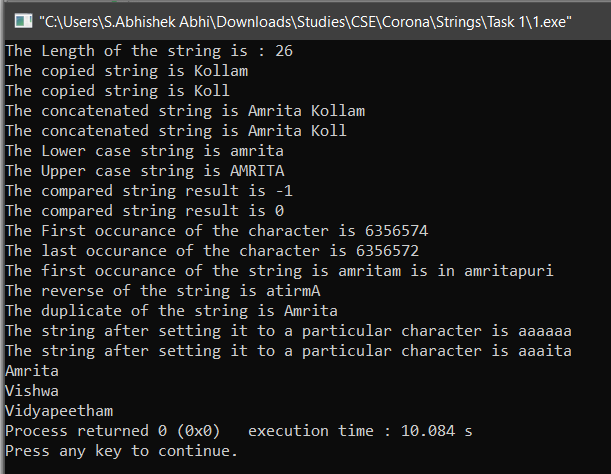 "C:\Users\S.Abhishek Abhi\Downloads\Studies\CSE\Corona\Strings\Task 1\1.exe"
The Length of the string is : 26
The copied string is Kollam
The copied string is Koll
The concatenated string is Amrita Kollam
The concatenated string is Amrita Koll
The Lower case string is amrita
The Upper case string is AMRITA
The compared string result is -1
The compared string result is 0
The First occurance of the character is 6356574
The last occurance of the character is 6356572
The first occurance of the string is amritam is in amritapuri
The reverse of the string is atirmA
The duplicate of the string is Amrita
The string after setting it to a particular character is aaaaaa
The string after setting it to a particular character is aaaita
Amrita
Vishwa
Vidyapeetham
Process returned 0 (0x0)   execution time : 10.084 s
Press any key to continue.